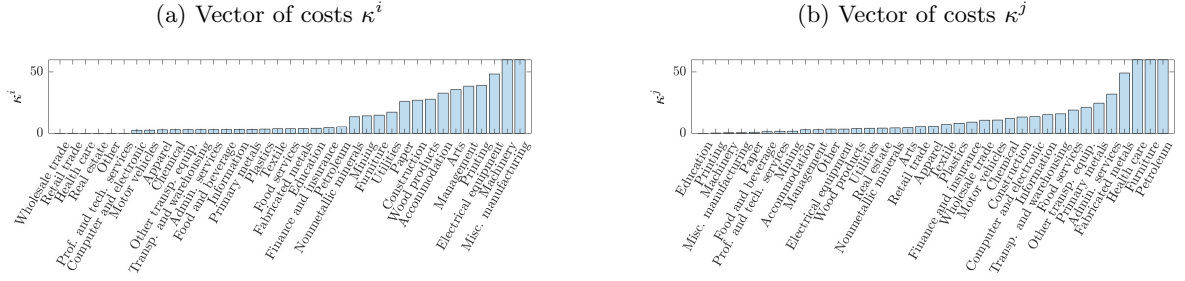 (a) Vector of costs κ^i
(b) Vector of costs κ^j
50
0
κ^i
Wholesale trade
Retail trade
Health care
Real estate
Other
Prof. and tech. services
Computer and electronic
Motor vehicles
Apparel
Chemical
Other transp. equip.
Transp. and warehousing
Admin. services
Food and beverage
Information
Primary metals
Plastics
Textile
Food services
Fabricated metals
Education
Finance and insurance
Petroleum
Nonmetallic minerals
Mining
Furniture
Utilities
Paper
Construction
Wood products
Accommodation
Arts
Management
Printing
Electrical equipment
Machinery
Misc. manufacturing
50
0
κ^j
Education
Printing
Machinery
Misc. manufacturing
Paper
Food and beverage
Prof. and tech. services
Mining
Accommodation
Management
Other
Electrical equipment
Wood products
Utilities
Real estate
Nonmetallic minerals
Arts
Retail trade
Apparel
Textile
Plastics
Finance and insurance
Wholesale trade
Motor vehicles
Chemical
Construction
Computer and electronic
Information
Transp. and warehousing
Food services
Other transp. equip.
Primary metals
Admin. services
Fabricated metals
Health care
Furniture
Petroleum